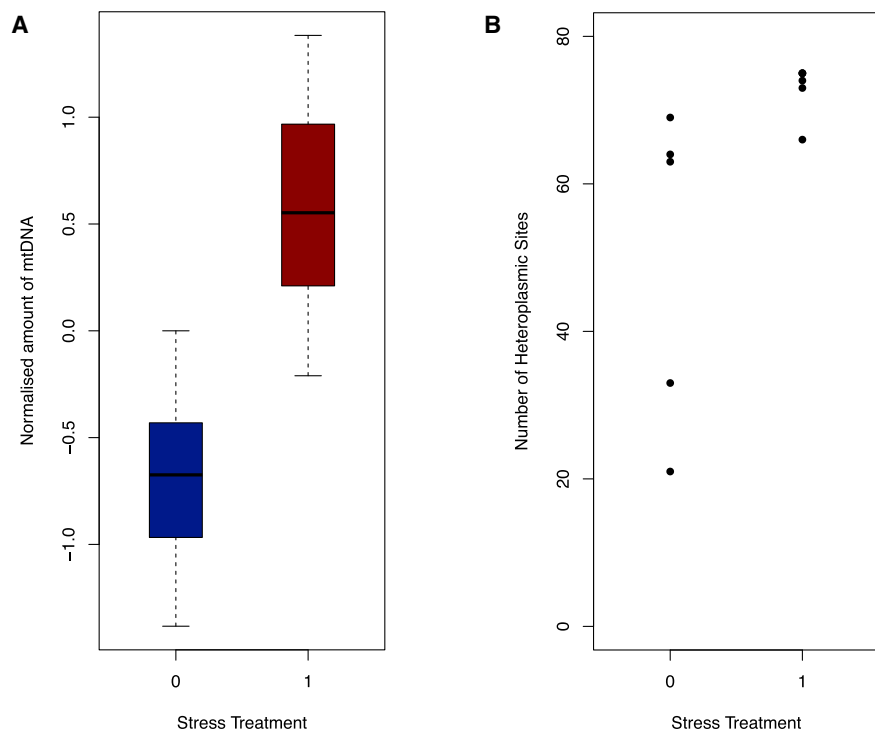 A
Normalised amount of mtDNA
1.0
0.5
0.0
−0.5
−1.0
0 1
Stress Treatment
B
Number of Heteroplasmic Sites
80
60
40
20
0
0 1
Stress Treatment